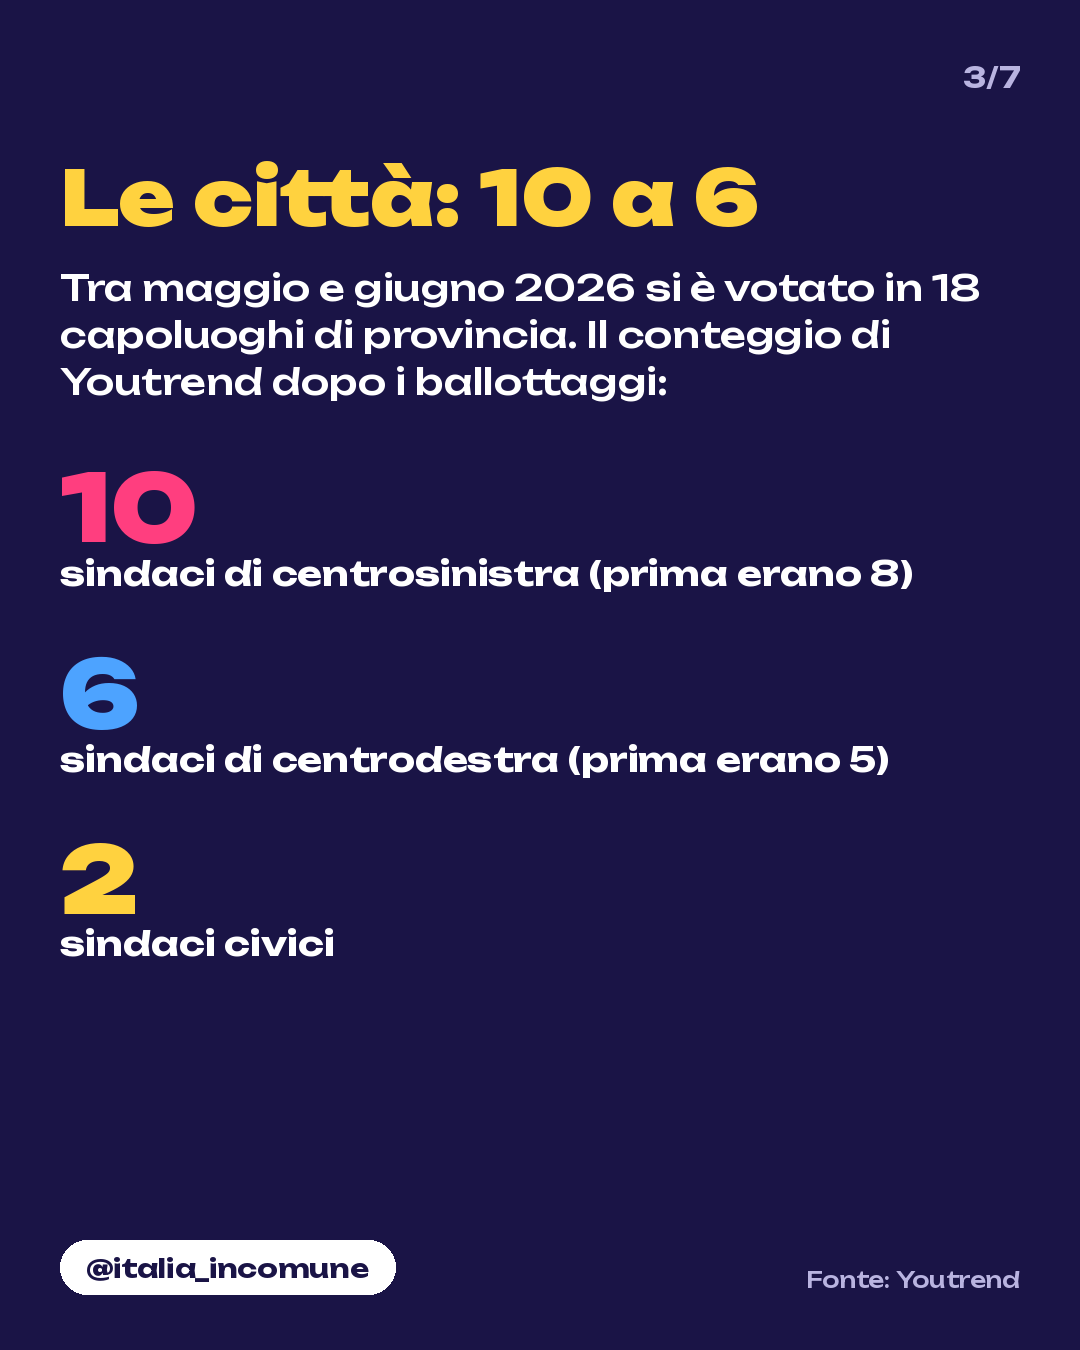 3/7
Le città: 10 a 6
Tra maggio e giugno 2026 si è votato in 18
capoluoghi di provincia. Il conteggio di
Youtrend dopo i ballottaggi:
10
sindaci di centrosinistra (prima erano 8)
6
sindaci di centrodestra (prima erano 5)
2
sindaci civici
@italia_incomune
Fonte: Youtrend